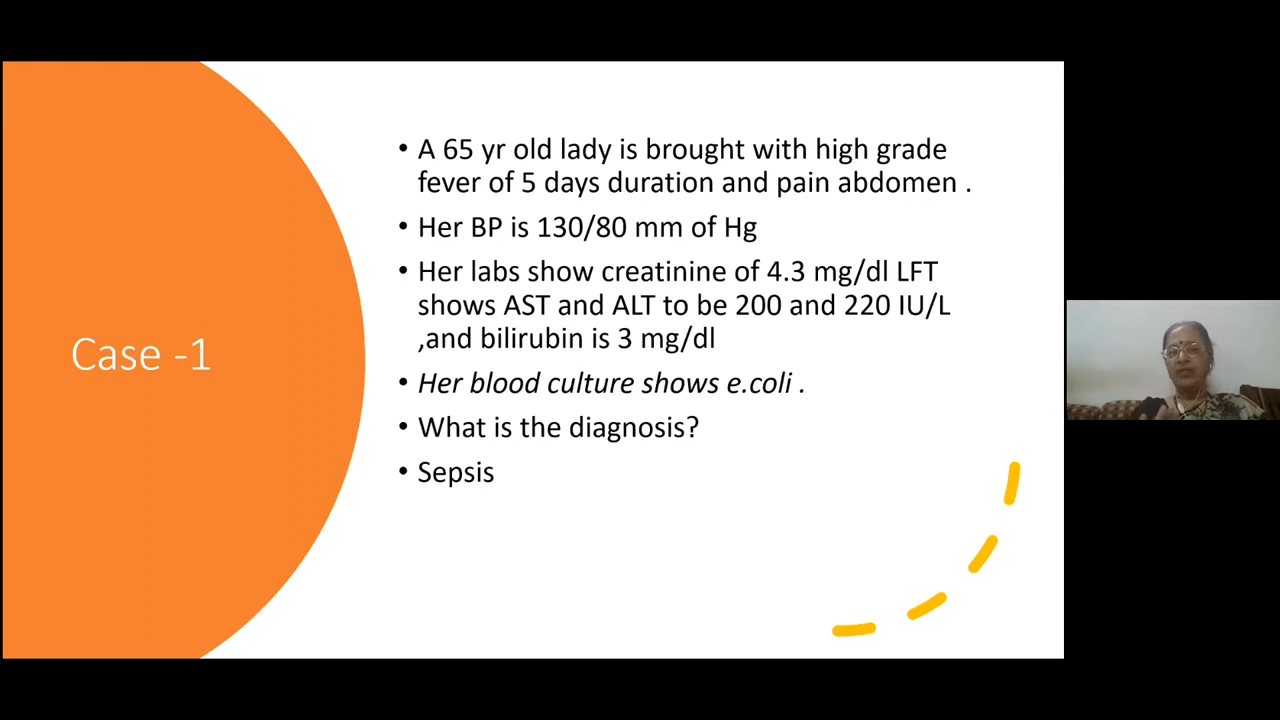 Case -1
• A 65 yr old lady is brought with high grade
fever of 5 days duration and pain abdomen .
• Her BP is 130/80 mm of Hg
• Her labs show creatinine of 4.3 mg/dl LFT
shows AST and ALT to be 200 and 220 IU/L
,and bilirubin is 3 mg/dl
• Her blood culture shows e.coli .
• What is the diagnosis?
• Sepsis